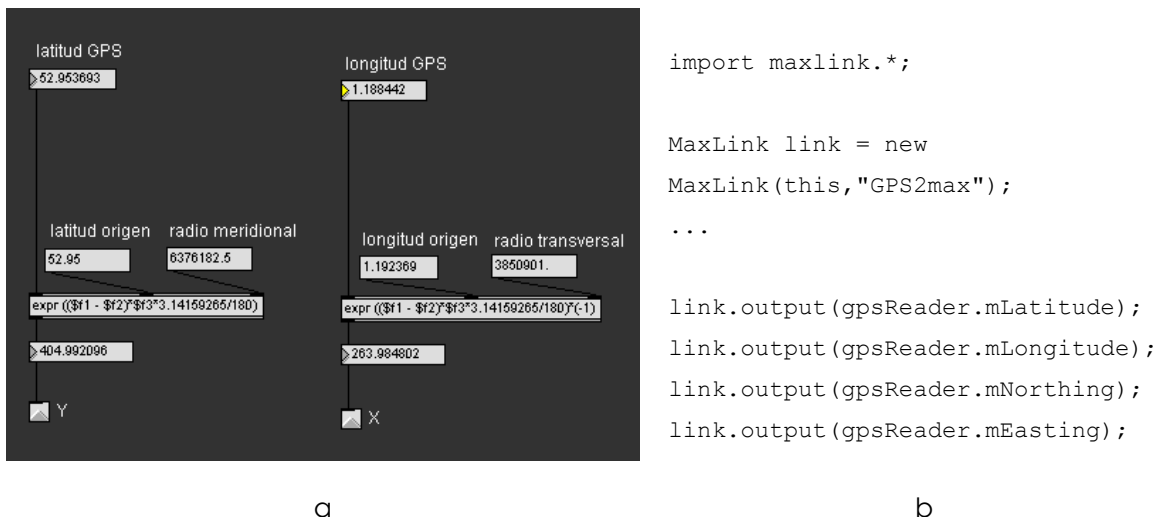 latitud GPS
52.953693
latitud origen
radio meridional
52.95
6376182.5
expr (($f1 - $f2)*$f3*3.14159265/180)
404.992096
Y
longitud GPS
1.188442
longitud origen
radio transversal
1.192369
3850901.
expr (($f1 - $f2)*$f3*3.14159265/180)*(-1)
263.984802
X
a
import maxlink.*;
MaxLink link = new
MaxLink(this,"GPS2max");
...
link.output(gpsReader.mLatitude);
link.output(gpsReader.mLongitude);
link.output(gpsReader.mNorthing);
link.output(gpsReader.mEasting);
b